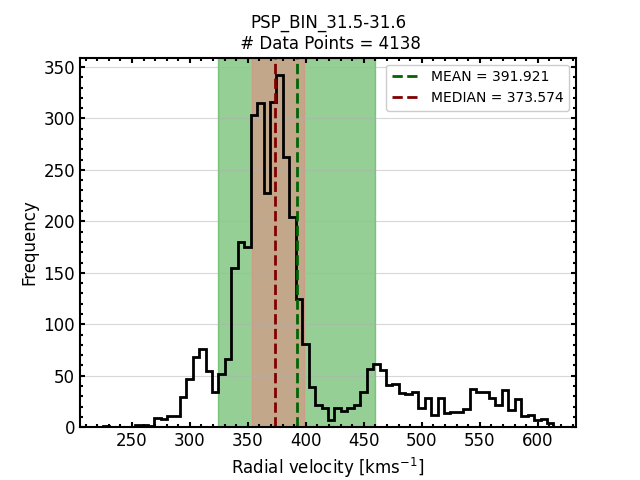 PSP_BIN_31.5-31.6
# Data Points = 4138
MEAN = 391.921
MEDIAN = 373.574
350
300
250
200
150
100
50
0
Frequency
250 300 350 400 450 500 550 600
Radial velocity [kms⁻¹]